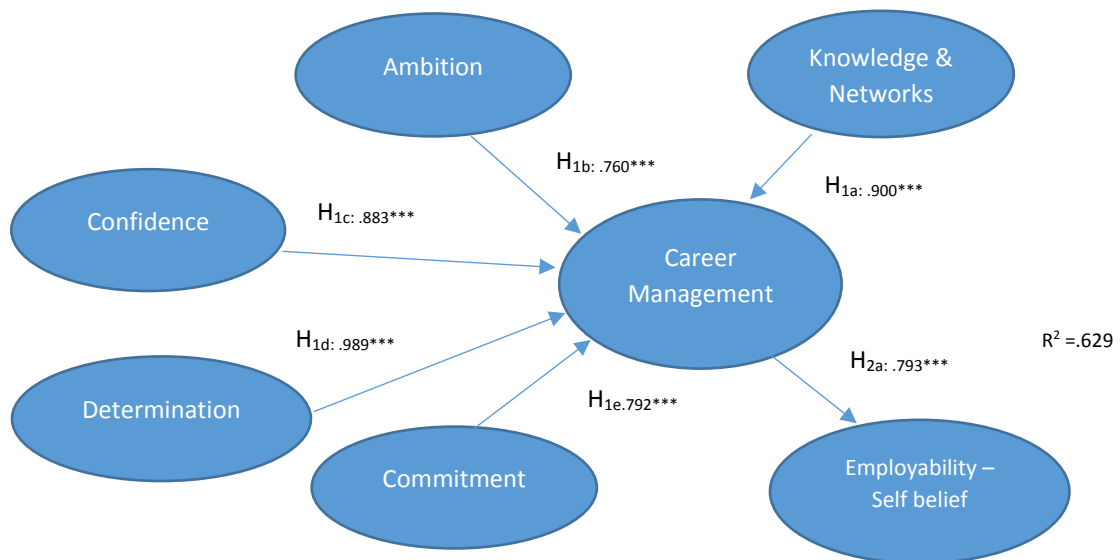 Ambition
Knowledge &
Networks
H1b: .760***
H1a: .900***
Confidence
H1c: .883***
Career
Management
H1d: .989***
R2 =.629
H2a: .793***
Determination
H1e.792***
Commitment
Employability –
Self belief